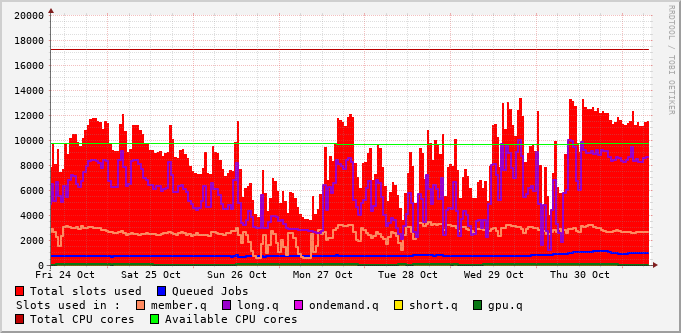 20000
18000
16000
14000
12000
10000
8000
6000
4000
2000
0
Fri 24 Oct Sat 25 Oct Sun 26 Oct Mon 27 Oct Tue 28 Oct Wed 29 Oct Thu 30 Oct
Total slots used Queued Jobs
Slots used in : member.q long.q ondemand.q short.q gpu.q
Total CPU cores Available CPU cores
RRDTOOL / TOBI OETIKER